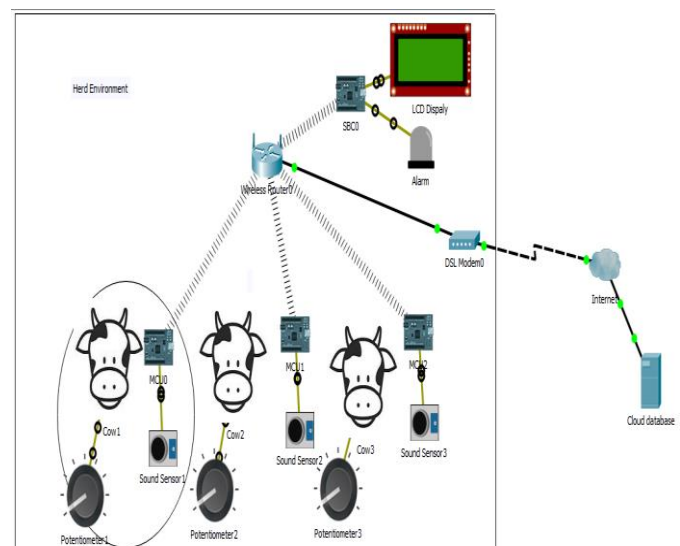 Herd Environment
LCD Dispaly
SBC0
Alarm
Wireless Router0
DSL Modem0
Internet
Cloud database
MCU0
MCU1
MCU2
Cow1
Cow2
Cow3
Sound Sensor1
Sound Sensor2
Sound Sensor3
Potentiometer1
Potentiometer2
Potentiometer3